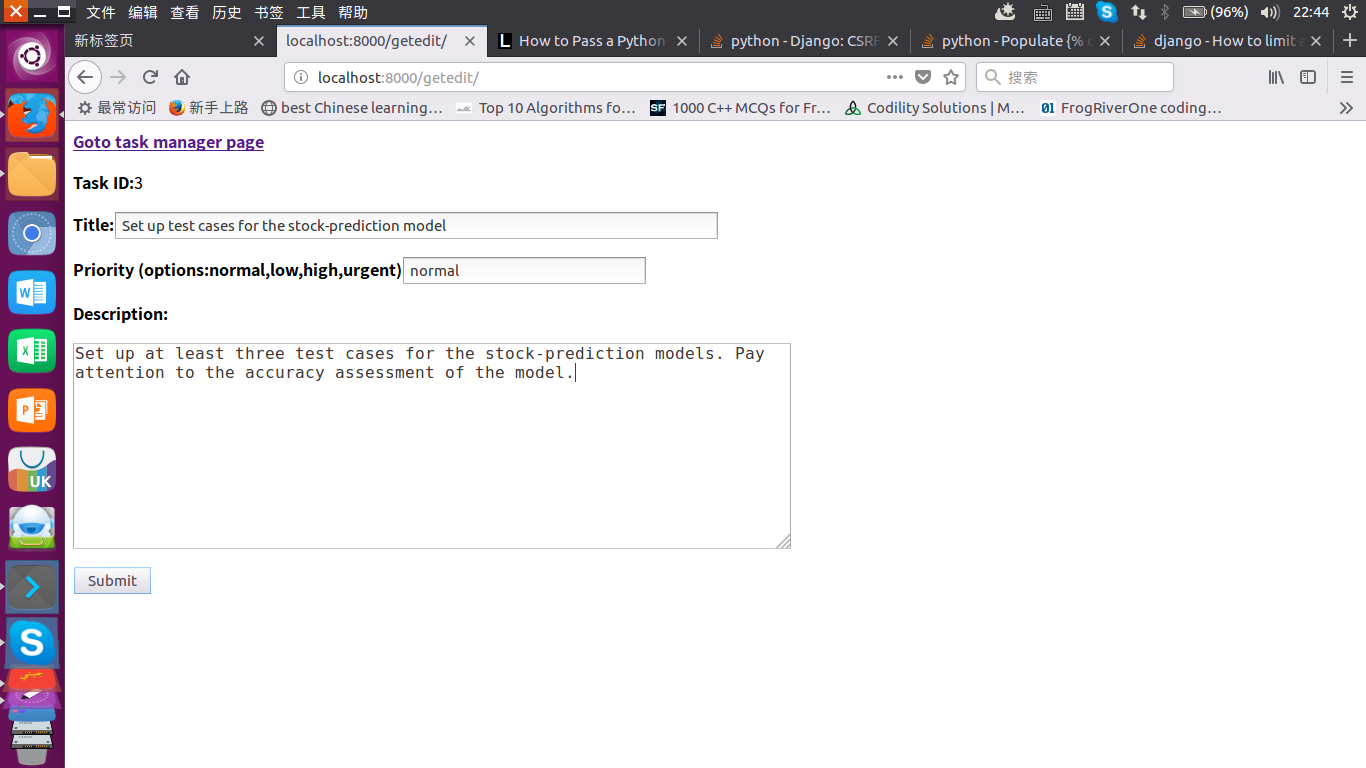 文件 编辑 查看 历史 书签 工具 帮助 (96%) 22:44
新标签页 localhost:8000/getedit/ How to Pass a Python python - Django: CSRF python - Populate {% django - How to limit
localhost:8000/getedit/ 搜索
最常访问 新手上路 best Chinese learning… Top 10 Algorithms fo… SF 1000 C++ MCQs for Fr… Codility Solutions | M… 01 FrogRiverOne coding…
Goto task manager page
Task ID:3
Title: Set up test cases for the stock-prediction model
Priority (options:normal,low,high,urgent) normal
Description:
Set up at least three test cases for the stock-prediction models. Pay
attention to the accuracy assessment of the model.
Submit
W
X
P
UK
S